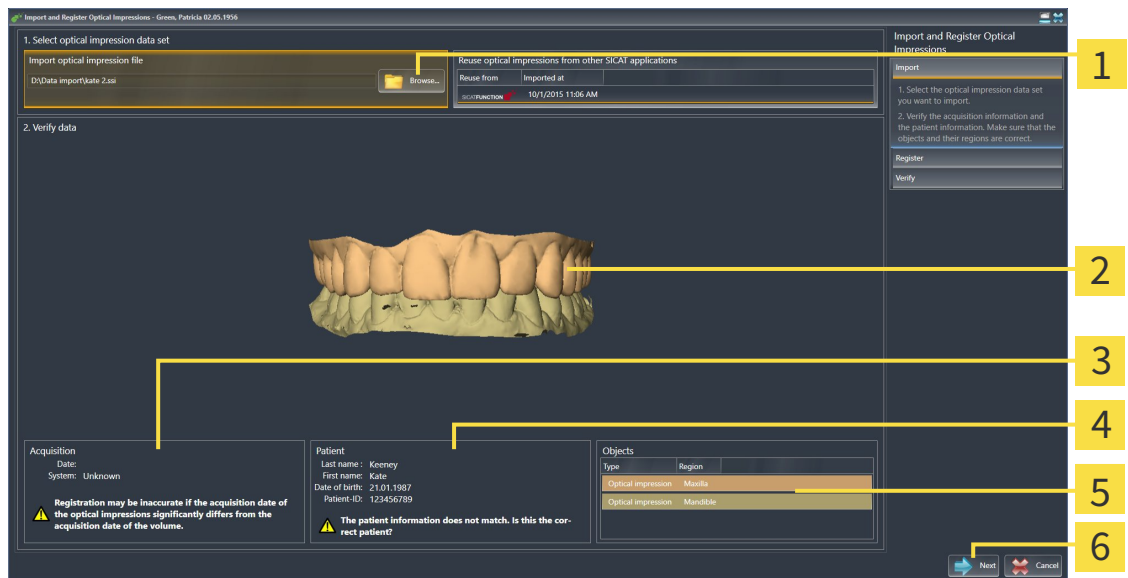 Import and Register Optical Impressions - Green, Patricia 02.05.1956
1. Select optical impression data set
Import optical impression file
D:\Data import\kate 2.ssi
Browse...
Reuse optical impressions from other SICAT applications
Reuse from Imported at
SICATFUNCTION 10/1/2015 11:06 AM
2. Verify data
Acquisition
Date:
System: Unknown
Registration may be inaccurate if the acquisition date of
the optical impressions significantly differs from the
acquisition date of the volume.
Patient
Last name : Keeney
First name: Kate
Date of birth: 21.01.1987
Patient-ID: 123456789
The patient information does not match. Is this the cor-
rect patient?
Objects
Type Region
Optical impression Maxilla
Optical impression Mandible
Import and Register Optical
Impressions
Import
1. Select the optical impression data set
you want to import.
2. Verify the acquisition information and
the patient information. Make sure that the
objects and their regions are correct.
Register
Verify
Next
Cancel
1
2
3
4
5
6